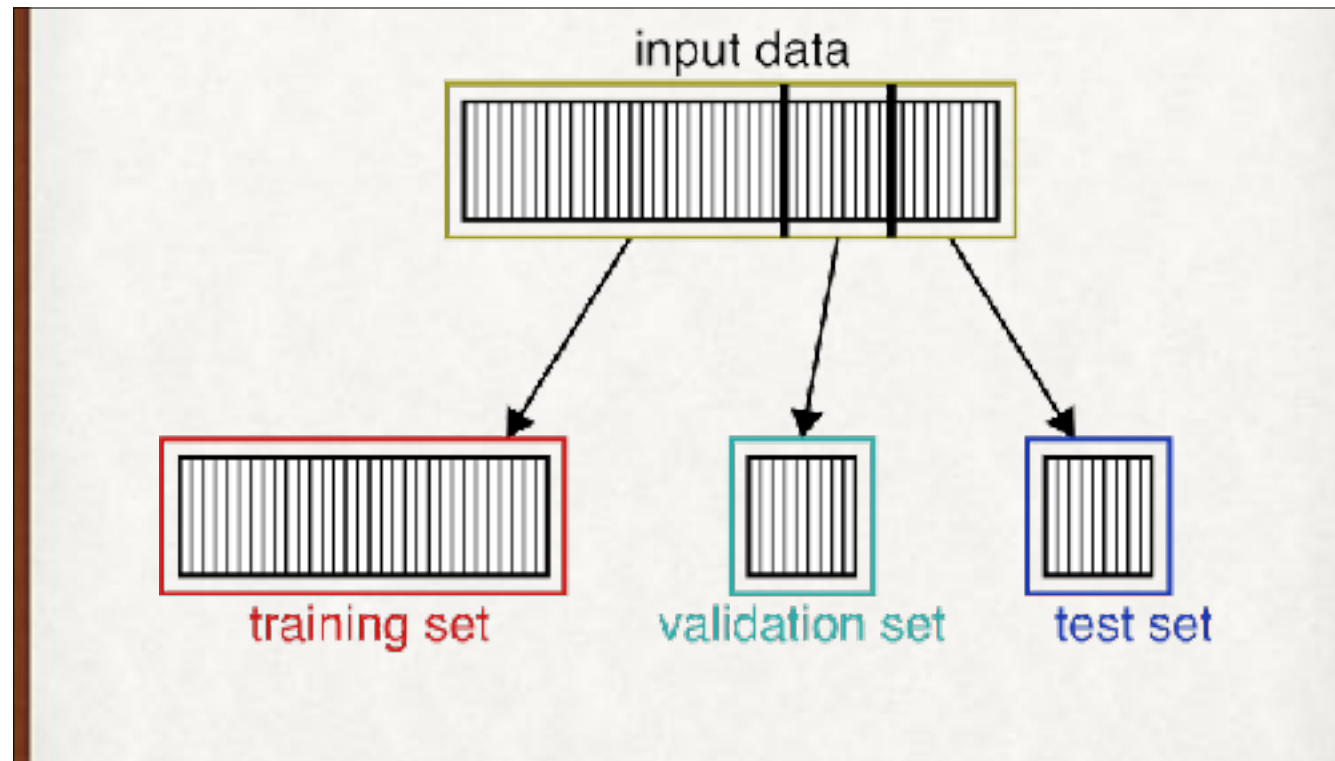 input data
training set
validation set
test set